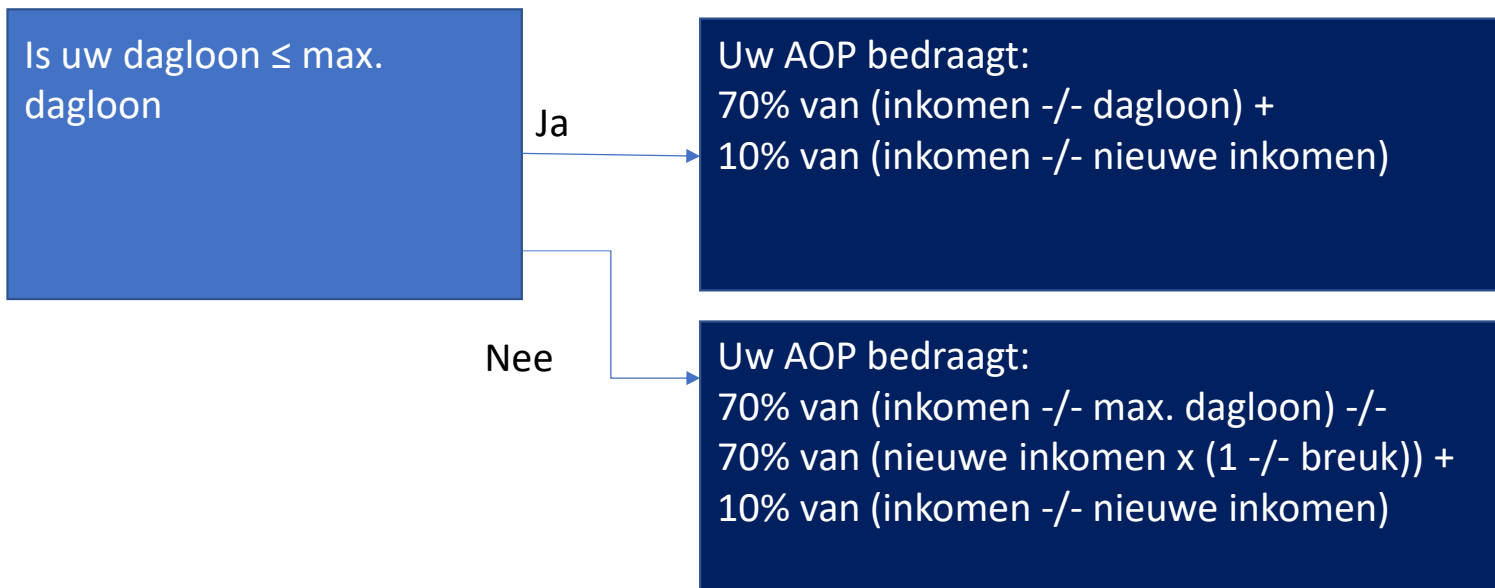 Is uw dagloon ≤ max.
dagloon
Ja
Uw AOP bedraagt:
70% van (inkomen -/- dagloon) +
10% van (inkomen -/- nieuwe inkomen)
Nee
Uw AOP bedraagt:
70% van (inkomen -/- max. dagloon) -/-
70% van (nieuwe inkomen x (1 -/- breuk)) +
10% van (inkomen -/- nieuwe inkomen)